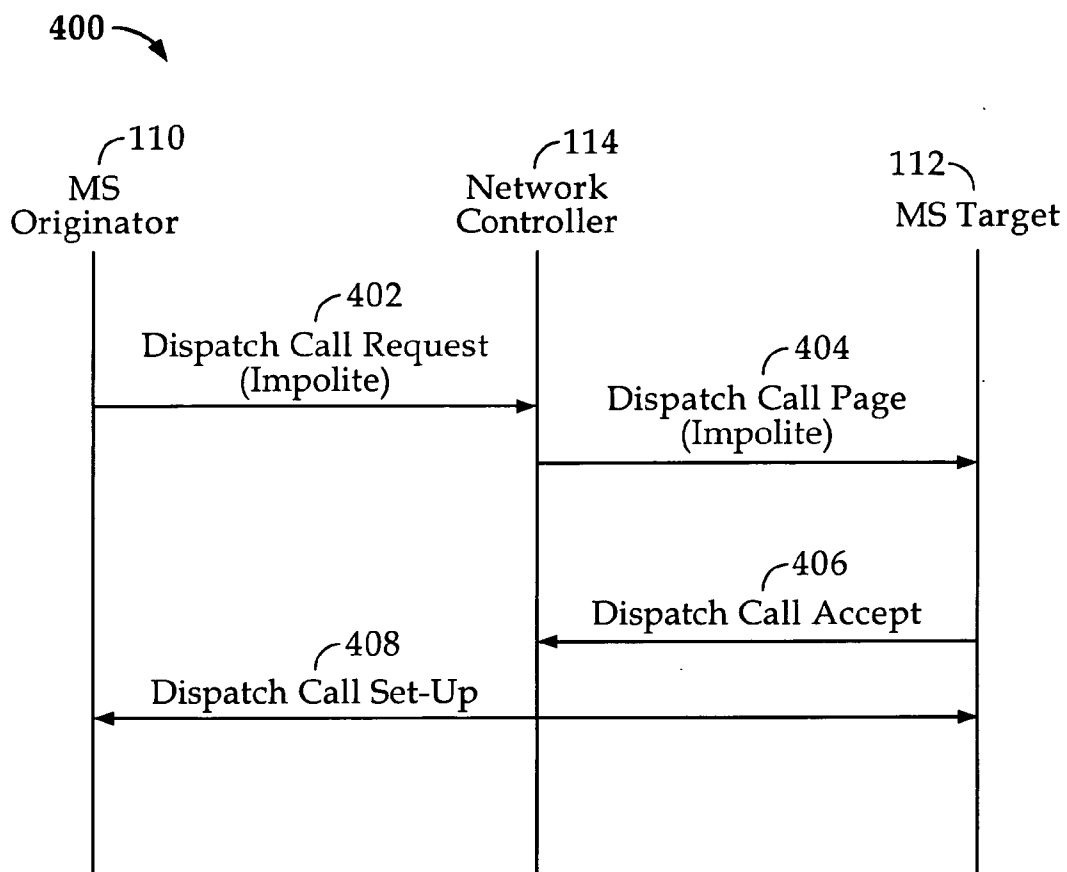 400
110
MS
Originator
114
Network
Controller
112
MS Target
402
Dispatch Call Request
(Impolite)
404
Dispatch Call Page
(Impolite)
406
Dispatch Call Accept
408
Dispatch Call Set-Up